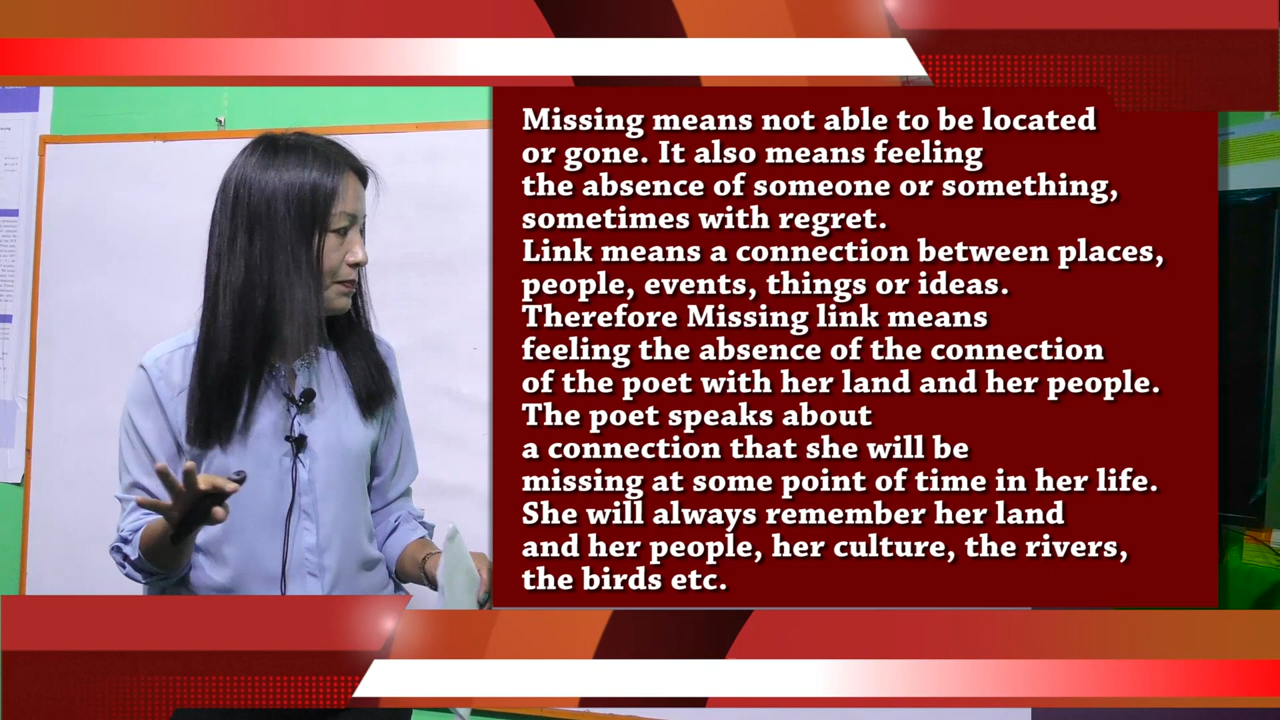 Missing means not able to be located
or gone. It also means feeling
the absence of someone or something,
sometimes with regret.
Link means a connection between places,
people, events, things or ideas.
Therefore Missing link means
feeling the absence of the connection
of the poet with her land and her people.
The poet speaks about
a connection that she will be
missing at some point of time in her life.
She will always remember her land
and her people, her culture, the rivers,
the birds etc.